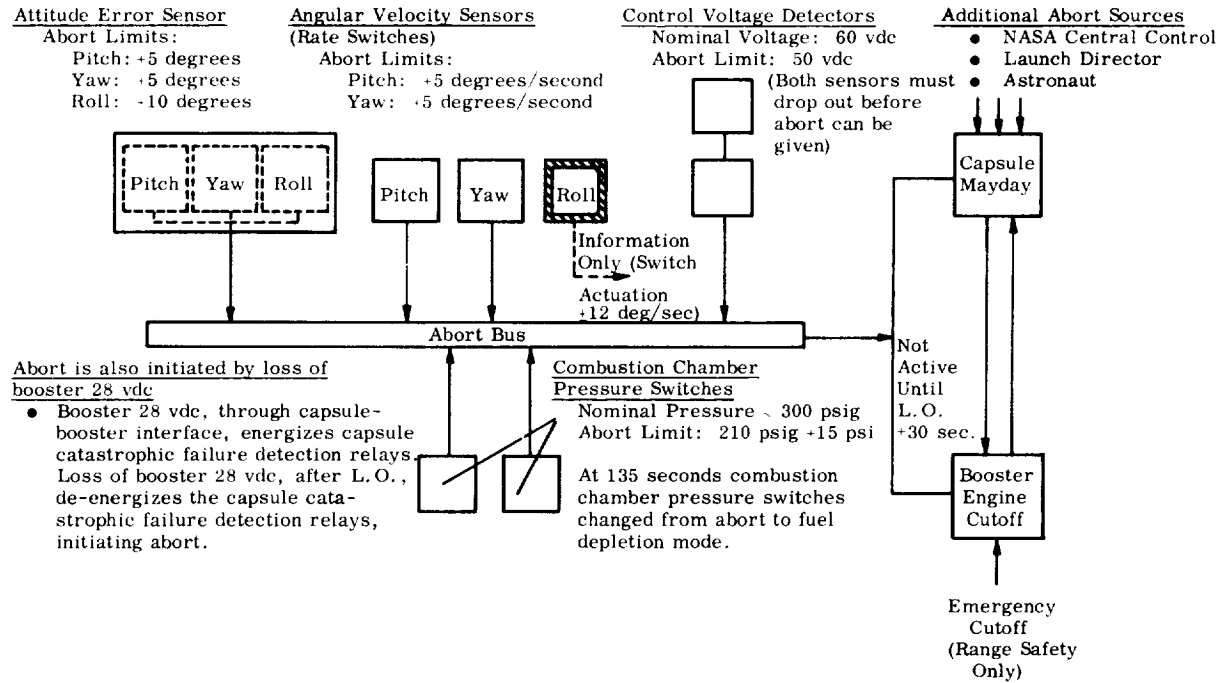 Attitude Error Sensor
Abort Limits:
Pitch: +5 degrees
Yaw: +5 degrees
Roll: +10 degrees
Angular Velocity Sensors
(Rate Switches)
Abort Limits:
Pitch: +5 degrees/second
Yaw: +5 degrees/second
Control Voltage Detectors
Nominal Voltage: 60 vdc
Abort Limit: 50 vdc
(Both sensors must
drop out before
abort can be
given)
Additional Abort Sources
● NASA Central Control
● Launch Director
● Astronaut
Pitch
Yaw
Roll
Pitch
Yaw
Roll
Information
Only (Switch
Actuation
+12 deg/sec)
Capsule
Mayday
Abort Bus
Not
Active
Until
L.O.
+30 sec.
Abort is also initiated by loss of
booster 28 vdc
● Booster 28 vdc, through capsule-
booster interface, energizes capsule
catastrophic failure detection relays.
Loss of booster 28 vdc, after L.O.,
de-energizes the capsule cata-
strophic failure detection relays,
initiating abort.
Combustion Chamber
Pressure Switches
Nominal Pressure ~ 300 psig
Abort Limit: 210 psig +15 psi
At 135 seconds combustion
chamber pressure switches
changed from abort to fuel
depletion mode.
Booster
Engine
Cutoff
Emergency
Cutoff
(Range Safety
Only)